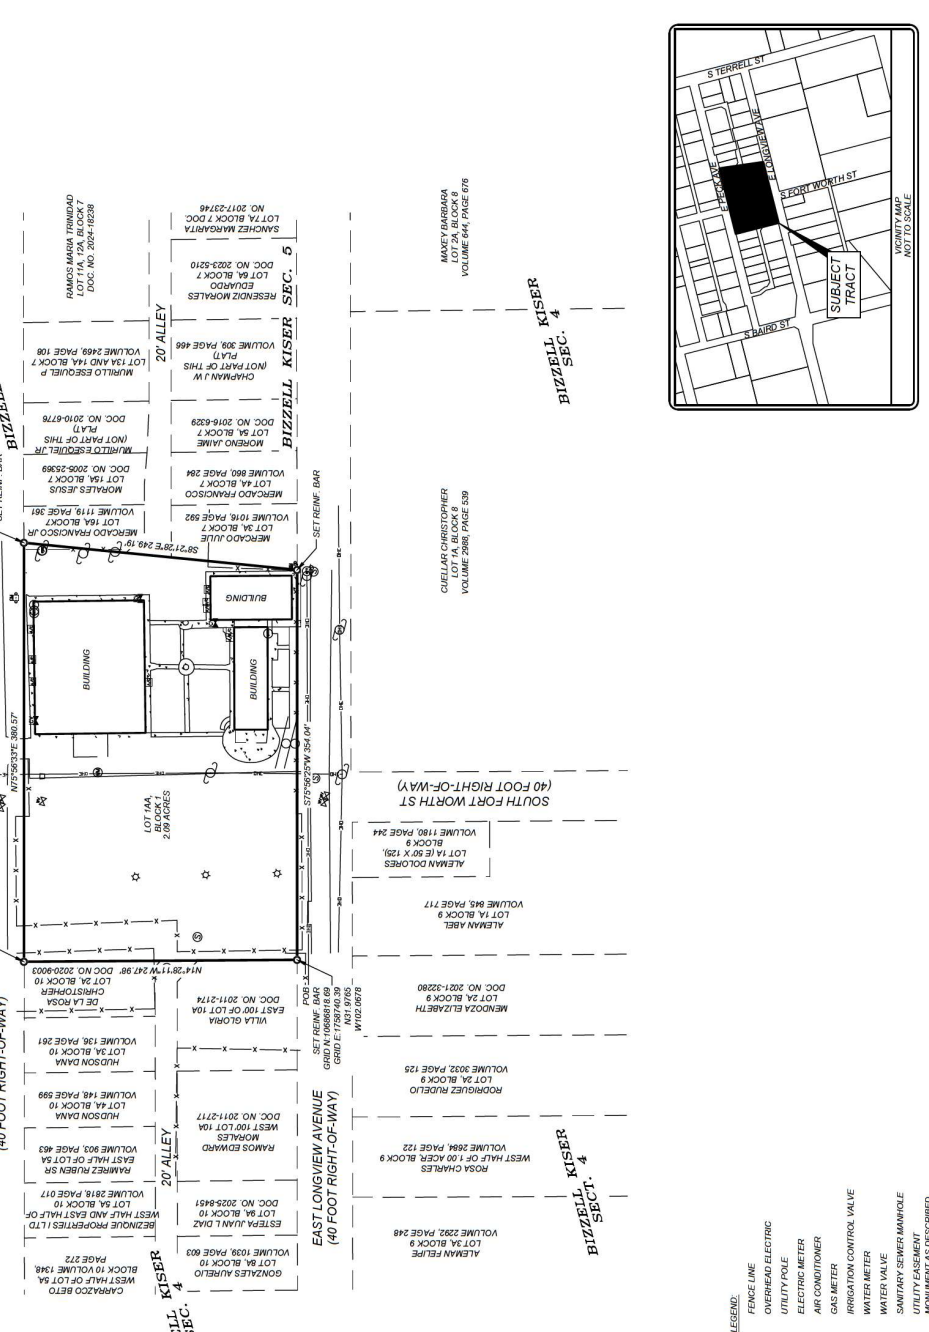 S TERRELL ST
E PECK AVE
E LONGVIEW AVE
S FORT WORTH ST
S BAIRD ST
SUBJECT
TRACT
VICINITY MAP
NOT TO SCALE
RAMOS MARIA TRINIDAD
LOT 11A, 12A, BLOCK 7
DOC. NO. 2024-18238
SANCHEZ MARGARITA
LOT 7A, BLOCK 7 DOC.
NO. 2017-23746
MAXEY BARBARA
LOT 2A, BLOCK 8
VOLUME 644, PAGE 676
RESENDIZ MORALES
EDUARDO
LOT 6A, BLOCK 7
DOC. NO. 2023-5210
20' ALLEY
MURILLO ESEQUIEL P
LOT 13A AND 14A, BLOCK 7
VOLUME 2469, PAGE 108
CHAPMAN J W
(NOT PART OF THIS
PLAT)
VOLUME 309, PAGE 466
BIZZELL KISER SEC. 5
BIZZELL KISER
SEC. 4
MURILLO ESEQUIEL JR
(NOT PART OF THIS
PLAT)
DOC. NO. 2010-6776
MORENO JAIME
LOT 5A, BLOCK 7
DOC. NO. 2016-6329
MORALES JESUS
LOT 15A, BLOCK 7
DOC. NO. 2005-25369
MERCADO FRANCISCO
LOT 4A, BLOCK 7
VOLUME 860, PAGE 284
MERCADO FRANCISCO JR
LOT 16A, BLOCK7
VOLUME 1119, PAGE 361
MERCADO JULIE
LOT 3A, BLOCK 7
VOLUME 1016, PAGE 592
SET REINF. BAR
S8°21'28"E 249.19'
CUELLAR CHRISTOPHER
LOT 1A, BLOCK 8
VOLUME 2988, PAGE 539
BUILDING
BUILDING
BUILDING
N75°56'33"E 380.57'
S75°56'25"W 354.04'
LOT 1AA,
BLOCK 1
2.09 ACRES
SOUTH FORT WORTH ST
(40 FOOT RIGHT-OF-WAY)
ALEMAN DOLORES
LOT 1A (E 50' X 125),
BLOCK 9
VOLUME 1180, PAGE 244
ALEMAN ABEL
LOT 1A, BLOCK 9
VOLUME 845, PAGE 717
N14°28'11"W 247.98'
DE LA ROSA
CHRISTOPHER
LOT 2A, BLOCK 10
DOC NO. 2020-9003
VILLA GLORIA
EAST 100' OF LOT 10A
DOC. NO. 2011-2174
POB
SET REINF. BAR
GRID N:10686818.69
GRID E:1758740.39
N31.9765
W102.0678
MENDOZA ELIZABETH
LOT 2A, BLOCK 9
DOC. NO. 2021-32280
HUDSON DANA
LOT 3A, BLOCK 10
VOLUME 136, PAGE 261
RODRIGUEZ RUDELIO
LOT 2A, BLOCK 9
VOLUME 3032, PAGE 125
HUDSON DANA
LOT 4A, BLOCK 10
VOLUME 148, PAGE 599
RAMOS EDWARD
MORALES
WEST 100' LOT 10A
DOC. NO. 2011-2717
EAST LONGVIEW AVENUE
(40 FOOT RIGHT-OF-WAY)
RAMIREZ RUBEN SR
EAST HALF OF LOT 5A
VOLUME 903, PAGE 463
20' ALLEY
ROSA CHARLES
WEST HALF OF 1.00 ACER, BLOCK 9
VOLUME 2684, PAGE 122
BEZINQUE PROPERTIES I LTD
WEST HALF AND EAST HALF OF
LOT 5A, BLOCK 10
VOLUME 2818, PAGE 017
ESTEPA JUAN L DIAZ
LOT 9A, BLOCK 10
DOC. NO. 2025-8451
BIZZELL KISER
SECT. 4
ALEMAN FELIPE
LOT 3A, BLOCK 9
VOLUME 2292, PAGE 248
CARRAZCO BETO
WEST HALF OF LOT 5A,
BLOCK 10 VOLUME 1348,
PAGE 272
GONZALES AURELIO
LOT 8A, BLOCK 10
VOLUME 1039, PAGE 603
KISER
SEC. 4
LEGEND:
FENCE LINE
OVERHEAD ELECTRIC
UTILITY POLE
ELECTRIC METER
AIR CONDITIONER
GAS METER
IRRIGATION CONTROL VALVE
WATER METER
WATER VALVE
SANITARY SEWER MANHOLE
UTILITY EASEMENT
MONUMENT AS DESCRIBED